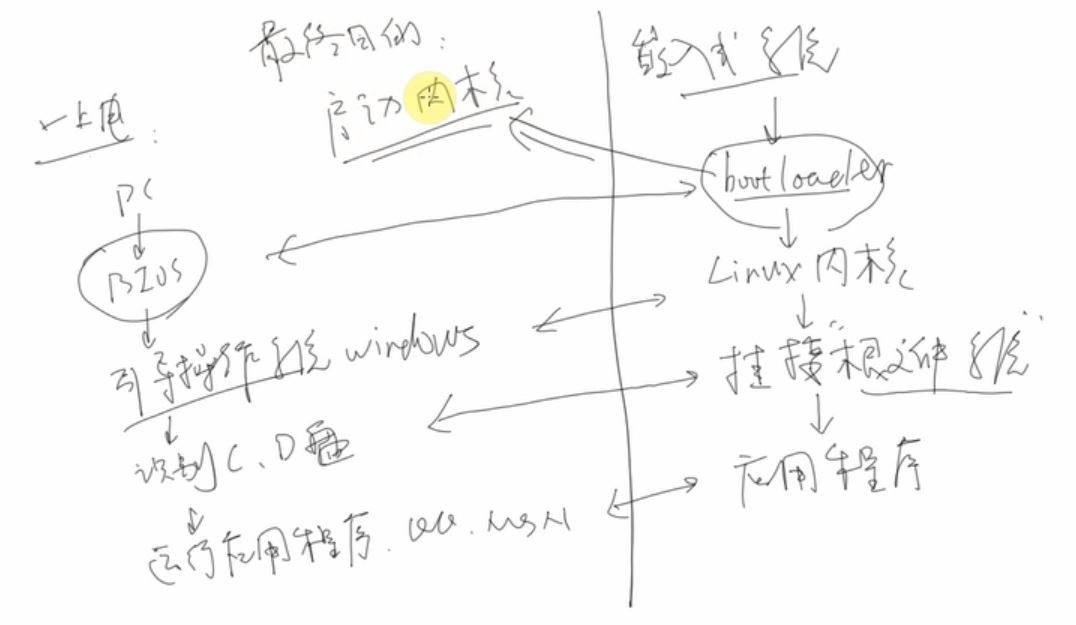 最终目的:
启动内核
一上电:
PC
BIOS
引导操作系统 windows
识别C、D盘
运行应用程序. QQ. MSN
嵌入式系统
bootloader
Linux内核
挂接"根文件系统"
应用程序